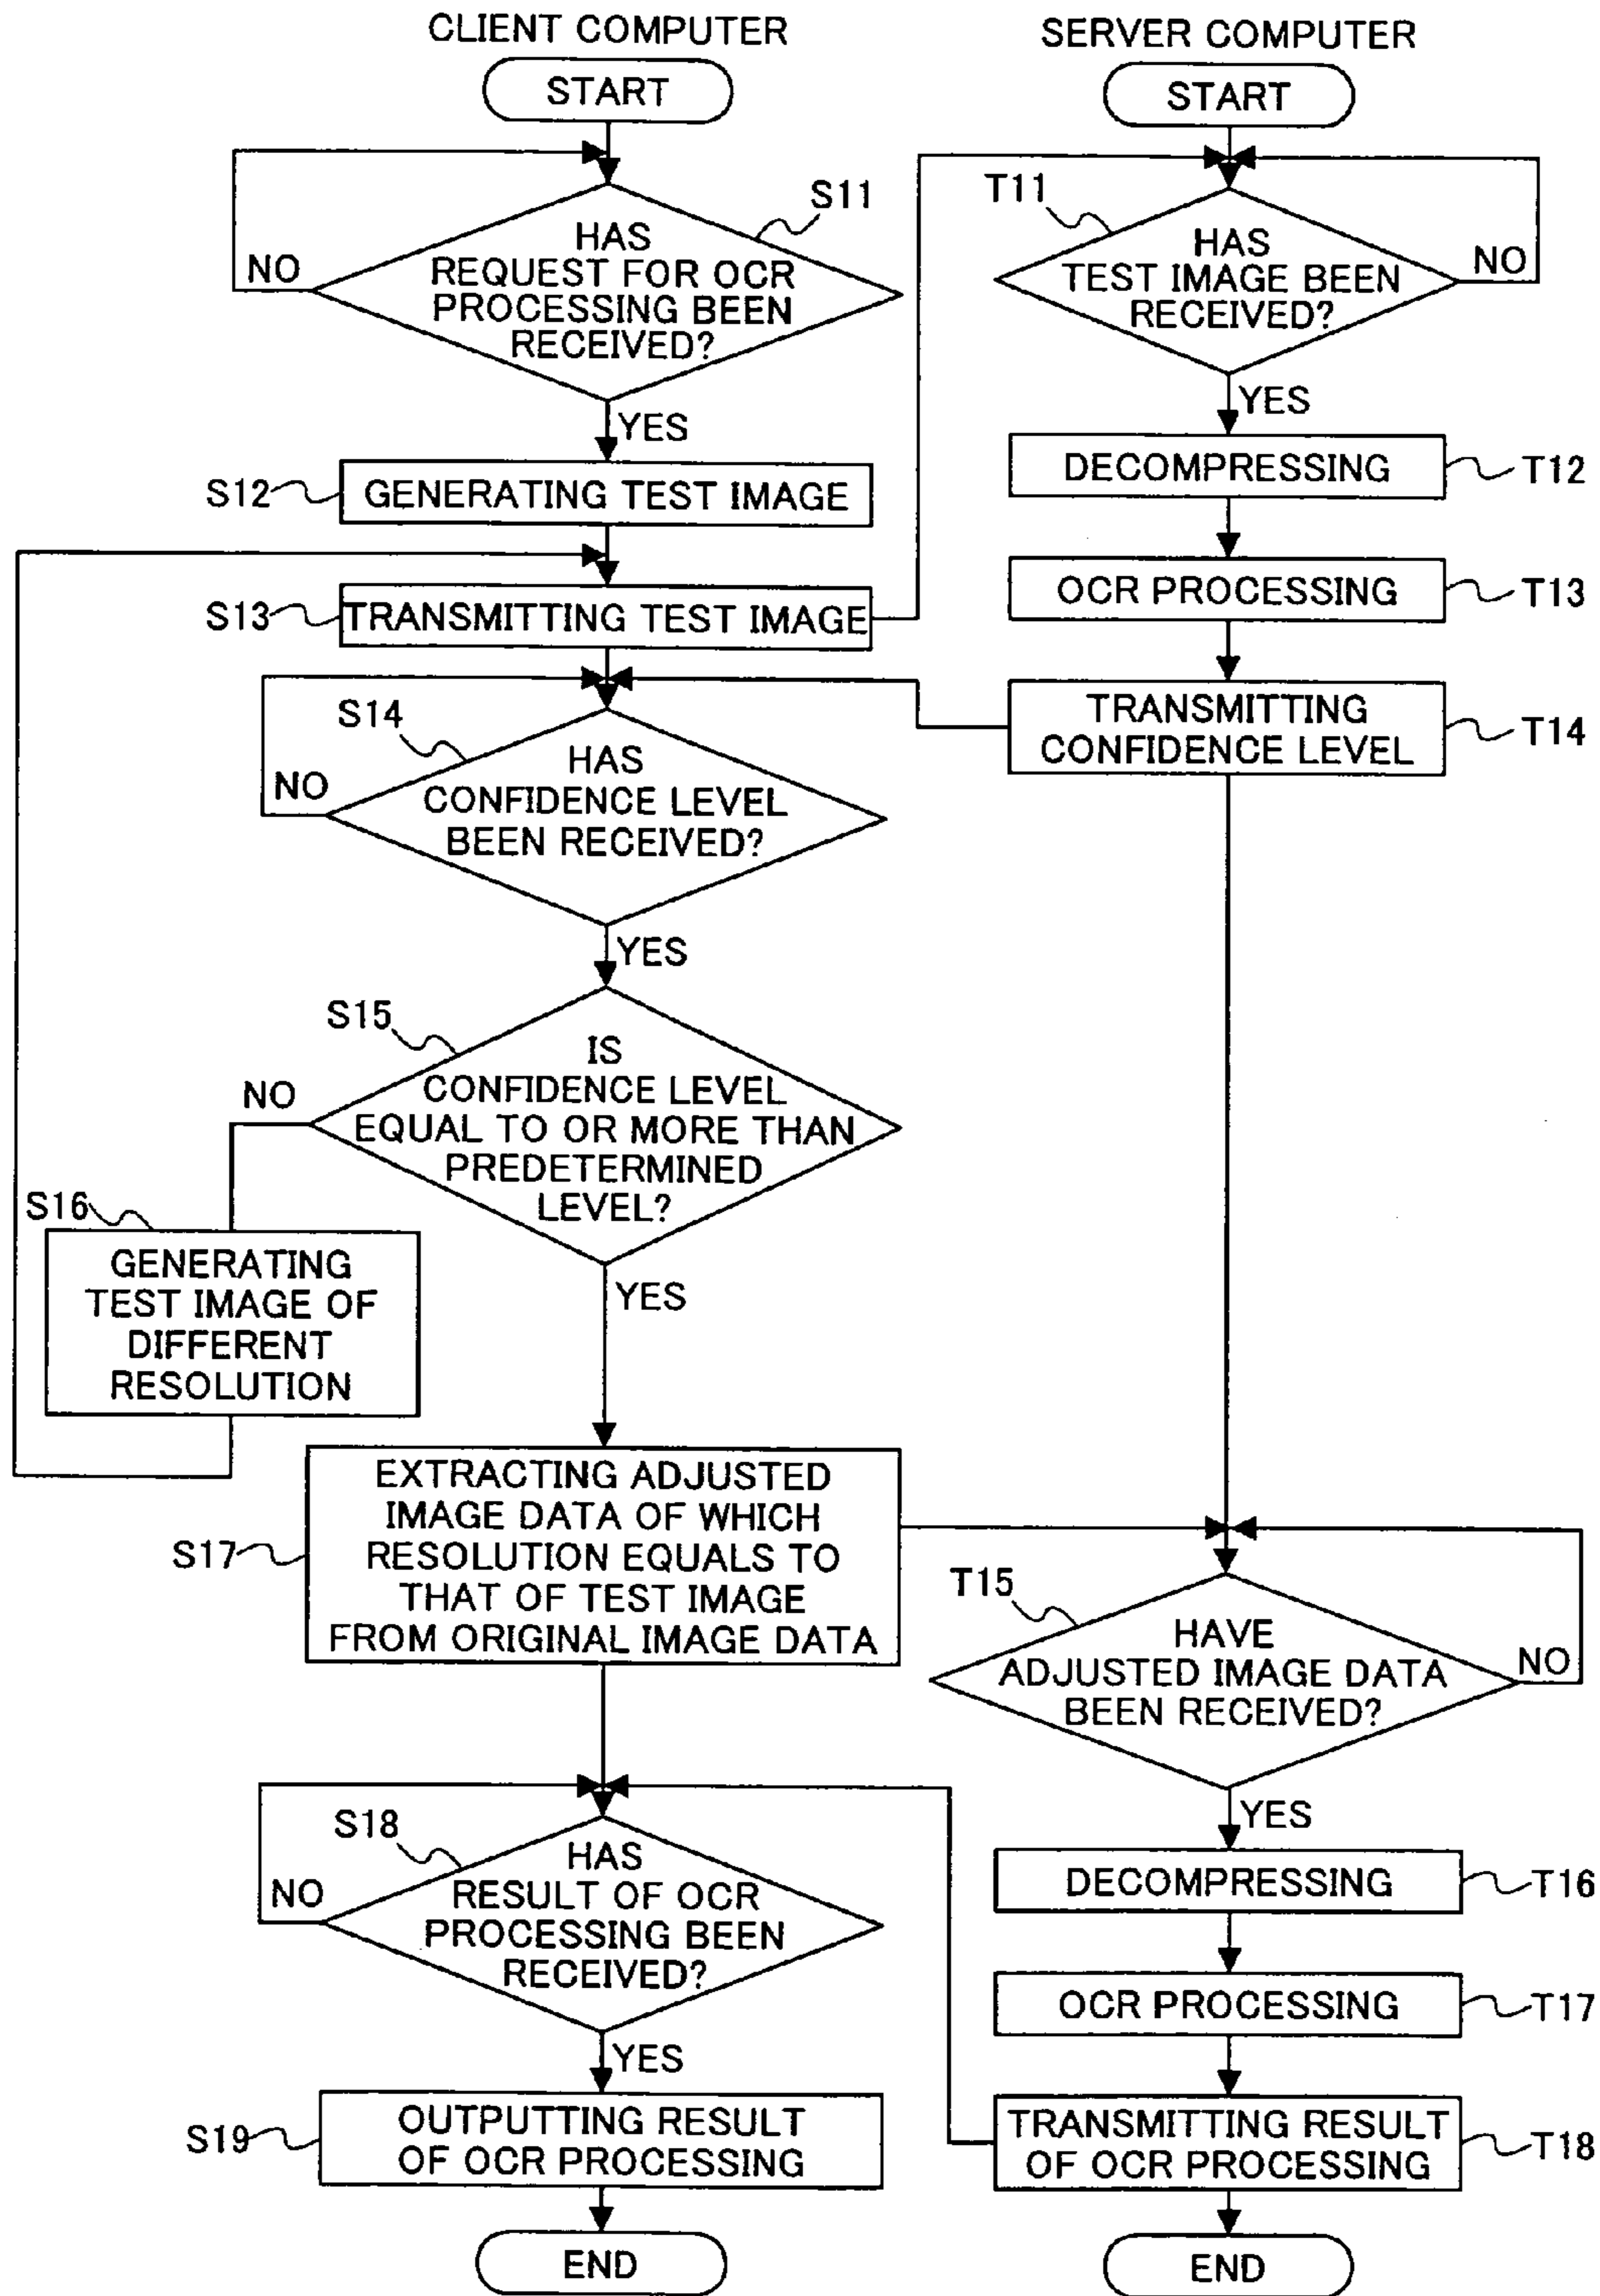 CLIENT COMPUTER
START
S11
HAS
REQUEST FOR OCR
PROCESSING BEEN
RECEIVED?
NO
YES
S12
GENERATING TEST IMAGE
S13
TRANSMITTING TEST IMAGE
S14
HAS
CONFIDENCE LEVEL
BEEN RECEIVED?
NO
YES
S15
IS
CONFIDENCE LEVEL
EQUAL TO OR MORE THAN
PREDETERMINED
LEVEL?
NO
YES
S16
GENERATING
TEST IMAGE OF
DIFFERENT
RESOLUTION
S17
EXTRACTING ADJUSTED
IMAGE DATA OF WHICH
RESOLUTION EQUALS TO
THAT OF TEST IMAGE
FROM ORIGINAL IMAGE DATA
S18
HAS
RESULT OF OCR
PROCESSING BEEN
RECEIVED?
NO
YES
S19
OUTPUTTING RESULT
OF OCR PROCESSING
END
SERVER COMPUTER
START
T11
HAS
TEST IMAGE BEEN
RECEIVED?
NO
YES
DECOMPRESSING
T12
OCR PROCESSING
T13
TRANSMITTING
CONFIDENCE LEVEL
T14
T15
HAVE
ADJUSTED IMAGE DATA
BEEN RECEIVED?
NO
YES
DECOMPRESSING
T16
OCR PROCESSING
T17
TRANSMITTING RESULT
OF OCR PROCESSING
T18
END